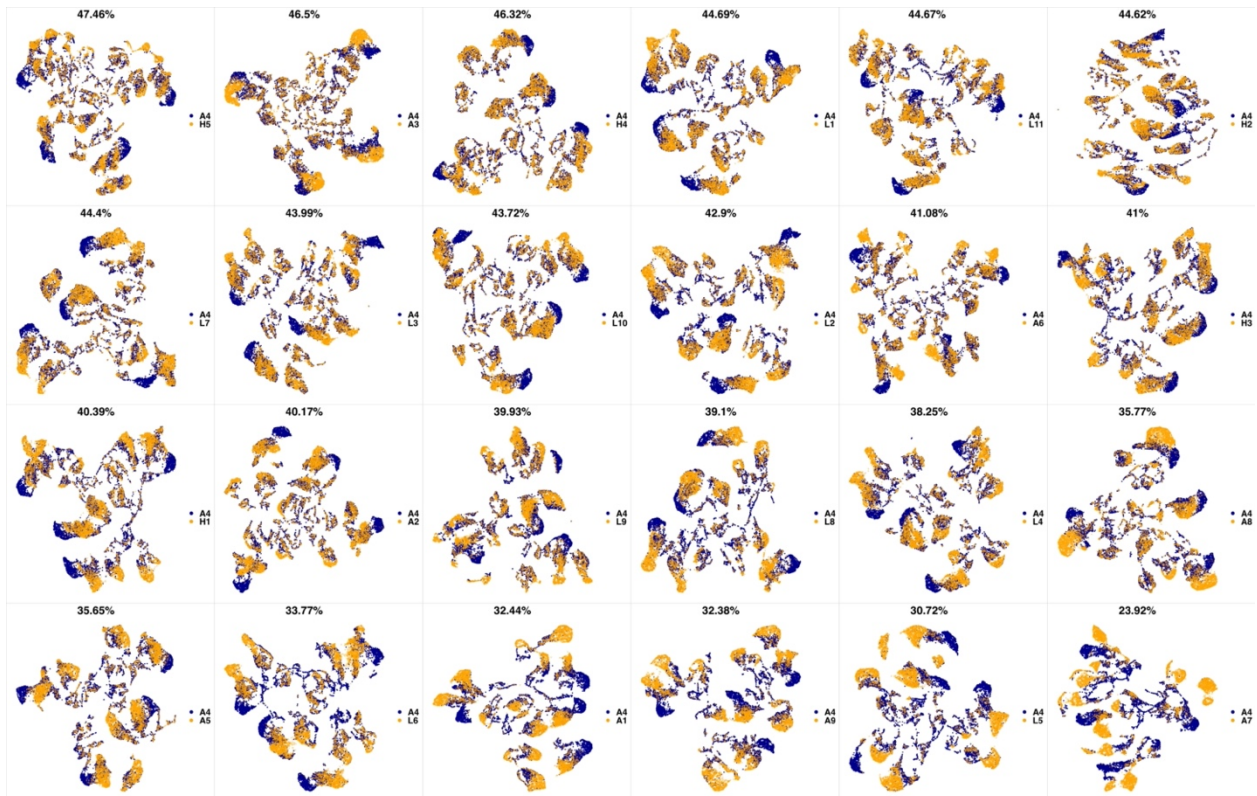 47.46% 46.5% 46.32% 44.69% 44.67% 44.62%
A4 A4 A4 A4 A4 A4
H5 A3 H4 L1 L11 H2
44.4% 43.99% 43.72% 42.9% 41.08% 41%
A4 A4 A4 A4 A4 A4
L7 L3 L10 L2 A6 H3
40.39% 40.17% 39.93% 39.1% 38.25% 35.77%
A4 A4 A4 A4 A4 A4
H1 A2 L9 L8 L4 A8
35.65% 33.77% 32.44% 32.38% 30.72% 23.92%
A4 A4 A4 A4 A4 A4
A5 L6 A1 A9 L5 A7